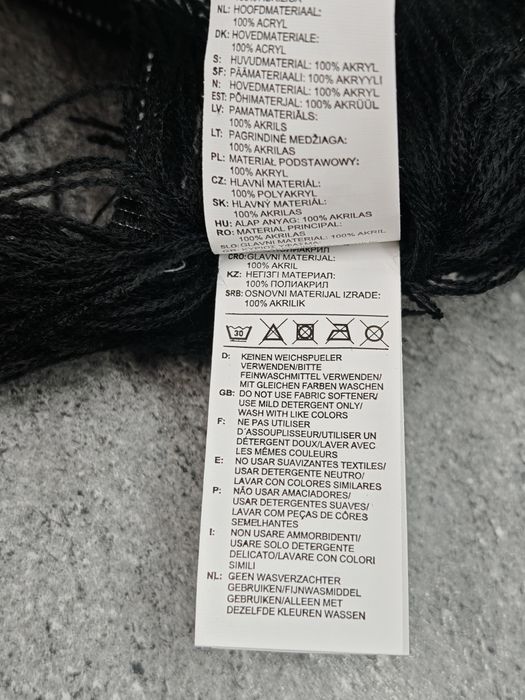 NL: HOOFDMATERIAAL:
100% ACRYL
DK: HOVEDMATERIALE:
100% ACRYL
S: HUVUDMATERIAL: 100% AKRYL
SF: PÄÄMATERIAALI: 100% AKRYYLI
N: HOVEDMATERIAL: 100% AKRYL
EST: PÕHIMATERJAL: 100% AKRÜÜL
LV: PAMATMATERIĀLS:
100% AKRILS
LT: PAGRINDINĖ MEDŽIAGA:
100% AKRILAS
PL: MATERIAŁ PODSTAWOWY:
100% AKRYL
CZ: HLAVNÍ MATERIÁL:
100% POLYAKRYL
SK: HLAVNÝ MATERIÁL:
100% AKRILAS
HU: ALAP ANYAG: 100% AKRILAS
RO: MATERIAL PRINCIPAL:
100% AKRILAS
SLO: GLAVNI MATERIAL: 100% AKRIL
100% ПОЛИАКРИЛ
CRO: GLAVNI MATERIJAL:
100% AKRIL
KZ: НЕГІЗГІ МАТЕРИАЛ:
100% ПОЛИАКРИЛ
SRB: OSNOVNI MATERIJAL IZRADE:
100% AKRILIK
30
D: KEINEN WEICHSPUELER
VERWENDEN/BITTE
FEINWASCHMITTEL VERWENDEN/
MIT GLEICHEN FARBEN WASCHEN
GB: DO NOT USE FABRIC SOFTENER/
USE MILD DETERGENT ONLY/
WASH WITH LIKE COLORS
F: NE PAS UTILISER
D'ASSOUPLISSEUR/UTILISER UN
DÉTERGENT DOUX/LAVER AVEC
LES MÊMES COULEURS
E: NO USAR SUAVIZANTES TEXTILES/
USAR DETERGENTE NEUTRO/
LAVAR CON COLORES SIMILARES
P: NÃO USAR AMACIADORES/
USAR DETERGENTES SUAVES/
LAVAR COM PEÇAS DE CÔRES
SEMELHANTES
I: NON USARE AMMORBIDENTI/
USARE SOLO DETERGENTE
DELICATO/LAVARE CON COLORI
SIMILI
NL: GEEN WASVERZACHTER
GEBRUIKEN/FIJNWASMIDDEL
GEBRUIKEN/ALLEEN MET
DEZELFDE KLEUREN WASSEN